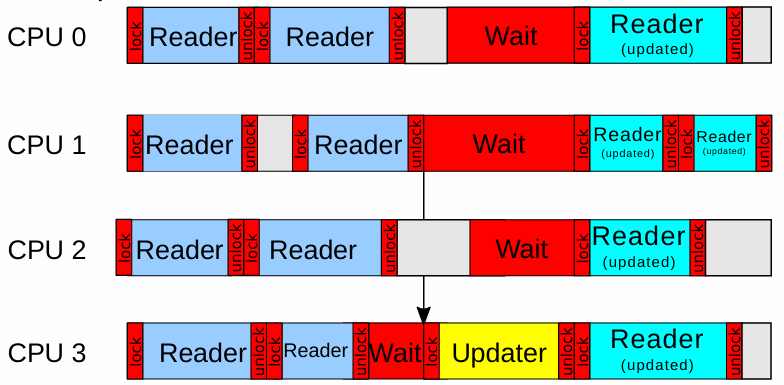 CPU 0 lock Reader unlock lock Reader unlock Wait lock Reader unlock
(updated)
CPU 1 lock Reader unlock lock Reader unlock Wait lock Reader unlock lock Reader unlock
(updated) (updated)
CPU 2 lock Reader unlock lock Reader unlock Wait lock Reader unlock
(updated)
CPU 3 lock Reader unlock lock Reader unlock Wait lock Updater unlock lock Reader unlock
(updated)